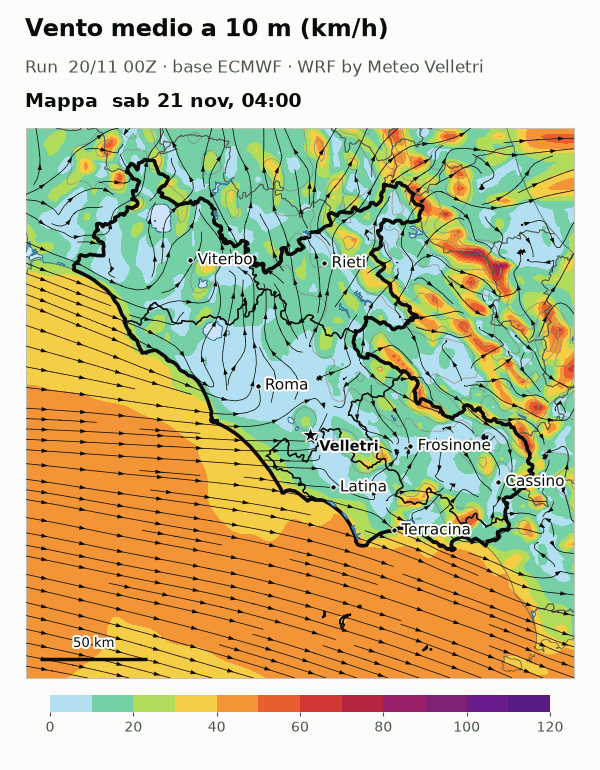 Vento medio a 10 m (km/h)
Run  20/11 00Z · base ECMWF · WRF by Meteo Velletri
Mappa  sab 21 nov, 04:00
Viterbo
Rieti
Roma
Velletri
Frosinone
Latina
Cassino
Terracina
50 km
0 20 40 60 80 100 120